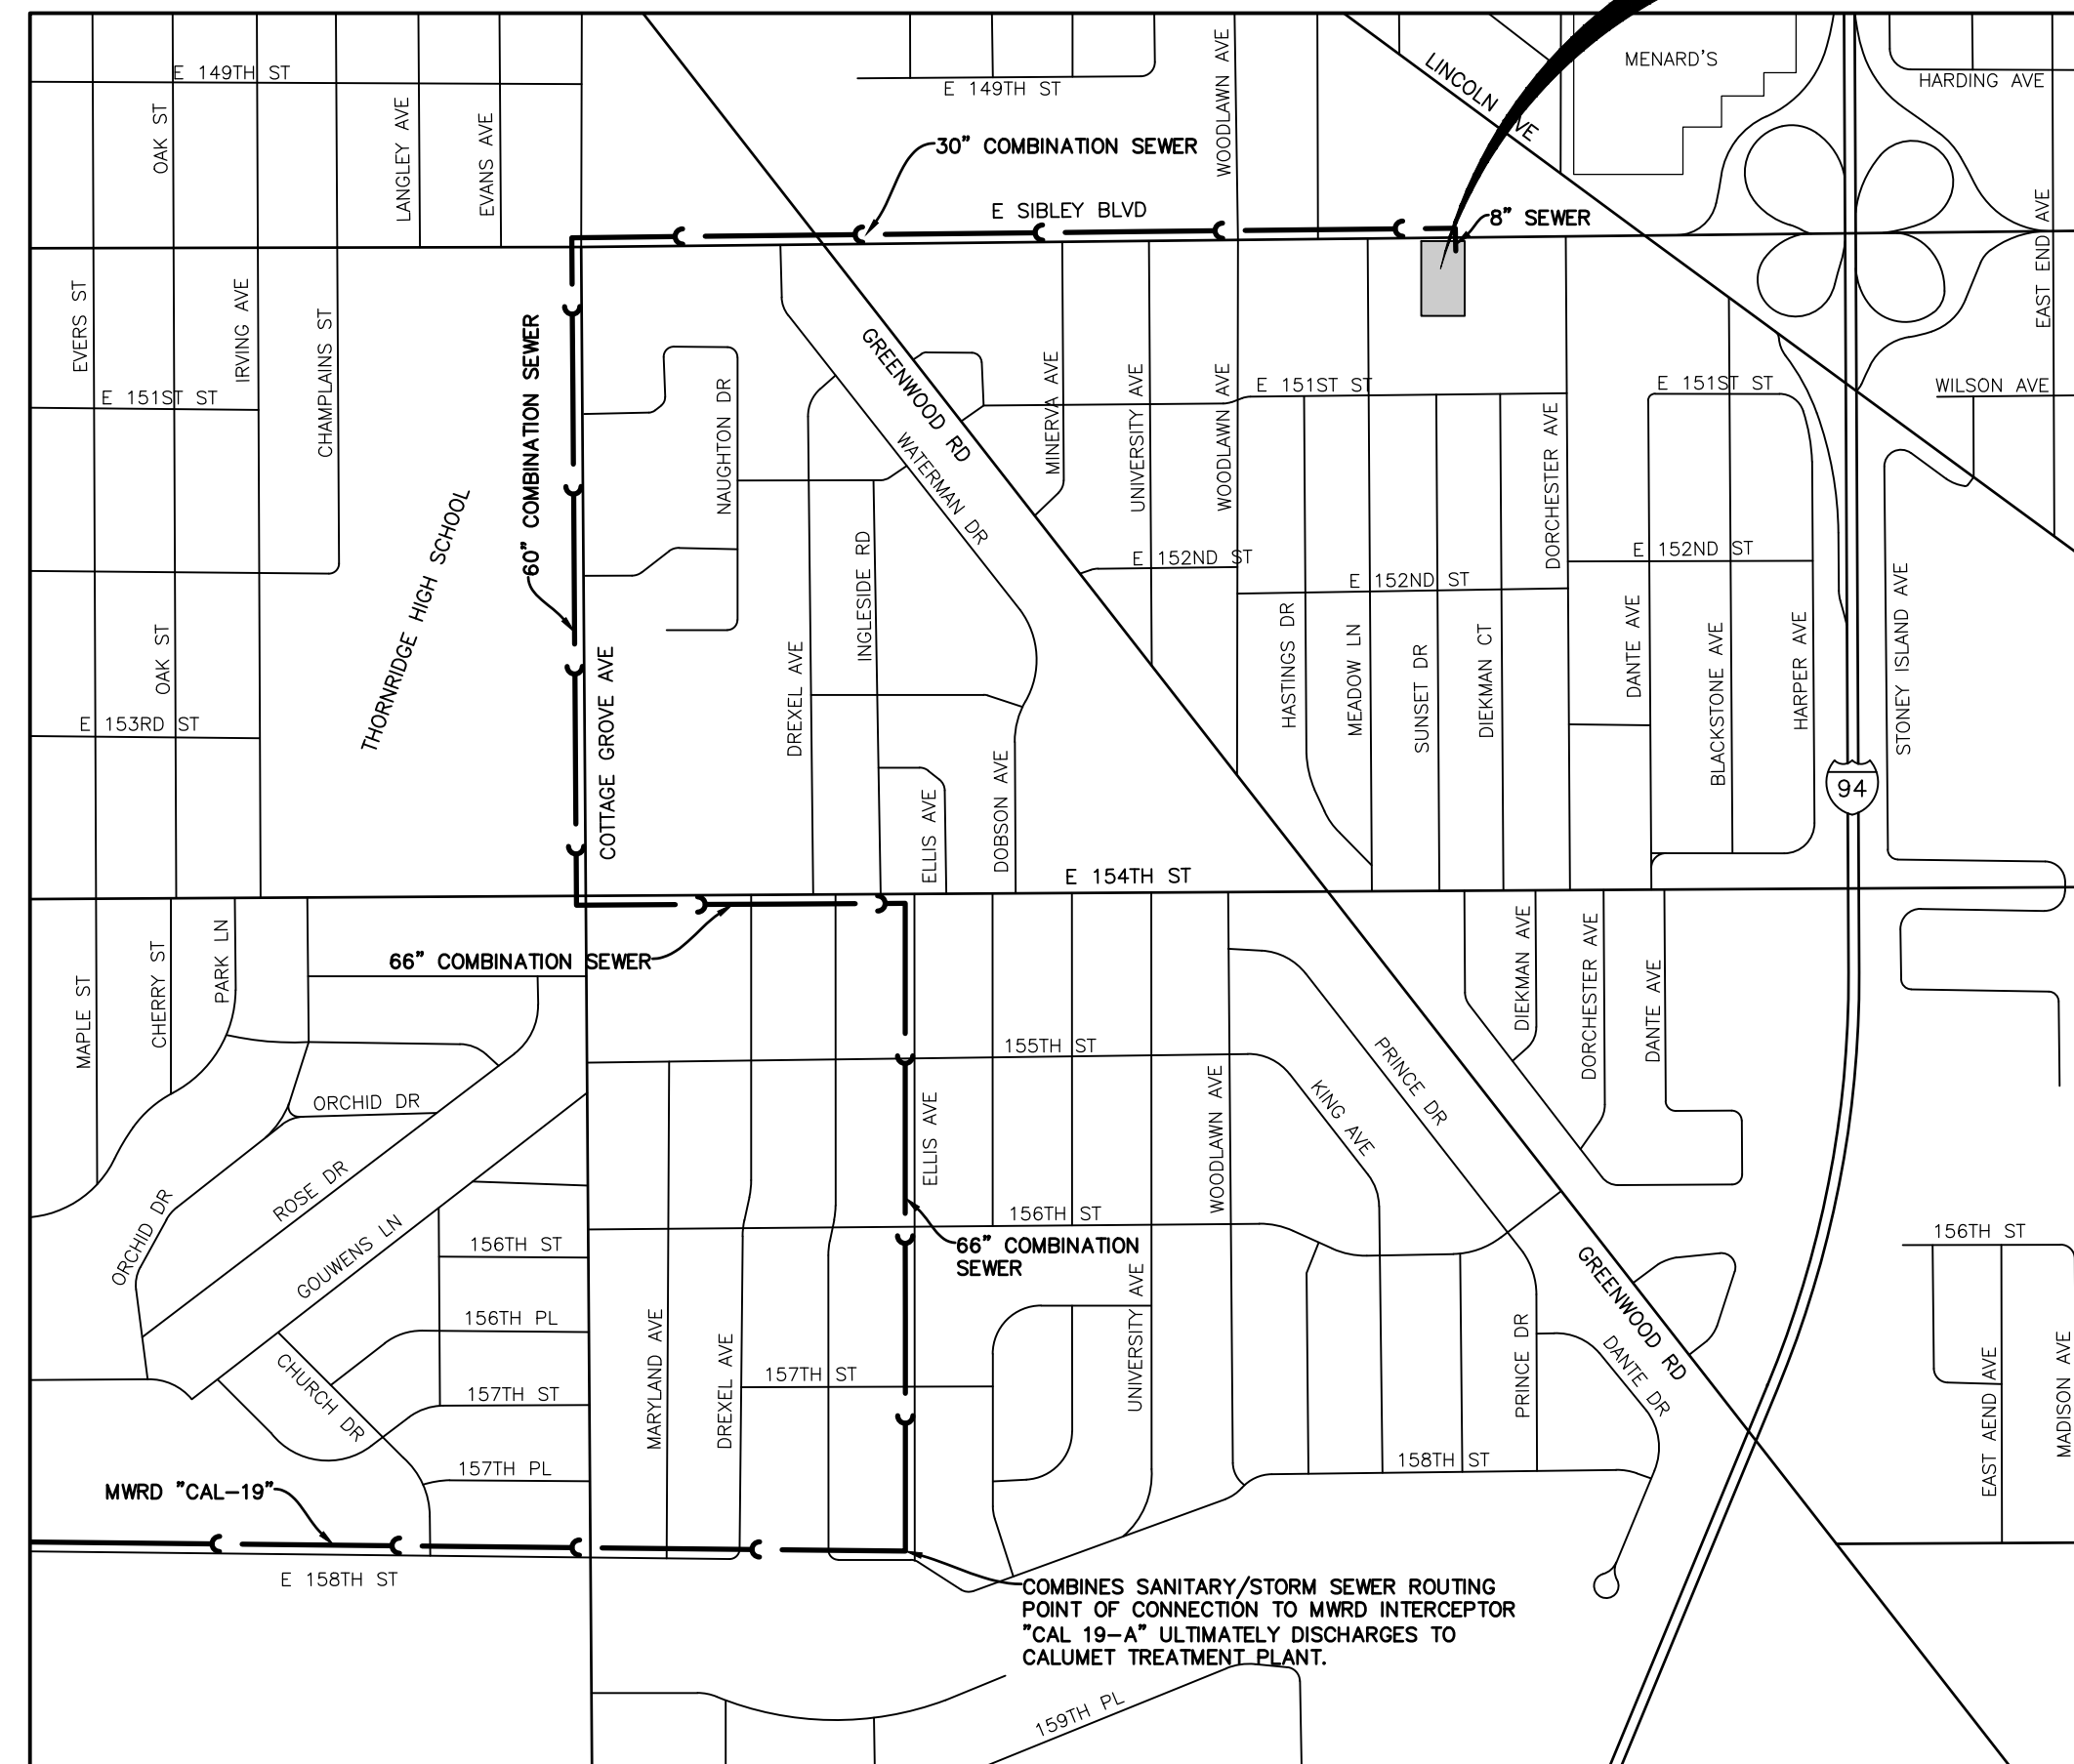 MENARD'S
E 149TH ST
HARDING AVE
E 149TH ST
LINCOLN
WOODLAWN AVE
OAK ST
LANGLEY AVE
EVANS AVE
30" COMBINATION SEWER
E SIBLEY BLVD
8" SEWER
EAST END AVE
EVERS ST
IRVING AVE
CHAMPLAINS ST
60" COMBINATION SEWER
GREENWOOD RD
WATERMAN DR
NAUGHTON DR
MINERVA AVE
UNIVERSITY AVE
WOODLAWN AVE
E 151ST ST
E 151ST ST
E 151ST ST
WILSON AVE
DORCHESTER AVE
THORNRIDGE HIGH SCHOOL
E 152ND ST
E 152ND ST
E 152ND ST
OAK ST
INGLESIDE RD
DREXEL AVE
HASTINGS DR
MEADOW LN
SUNSET DR
DIEKMAN CT
DANTE AVE
BLACKSTONE AVE
HARPER AVE
STONEY ISLAND AVE
COTTAGE GROVE AVE
E 153RD ST
94
ELLIS AVE
DOBSON AVE
E 154TH ST
66" COMBINATION SEWER
MAPLE ST
CHERRY ST
PARK LN
DIEKMAN AVE
DORCHESTER AVE
DANTE AVE
155TH ST
PRINCE DR
KING AVE
ORCHID DR
ELLIS AVE
WOODLAWN AVE
ROSE DR
ORCHID DR
GOUWENS LN
156TH ST
156TH ST
156TH ST
66" COMBINATION
SEWER
GREENWOOD RD
UNIVERSITY AVE
156TH PL
MARYLAND AVE
DREXEL AVE
PRINCE DR
DANTE DR
CHURCH DR
157TH ST
157TH ST
EAST AEND AVE
MADISON AVE
157TH PL
158TH ST
MWRD "CAL-19"
E 158TH ST
COMBINES SANITARY/STORM SEWER ROUTING
POINT OF CONNECTION TO MWRD INTERCEPTOR
"CAL 19-A" ULTIMATELY DISCHARGES TO
CALUMET TREATMENT PLANT.
159TH PL